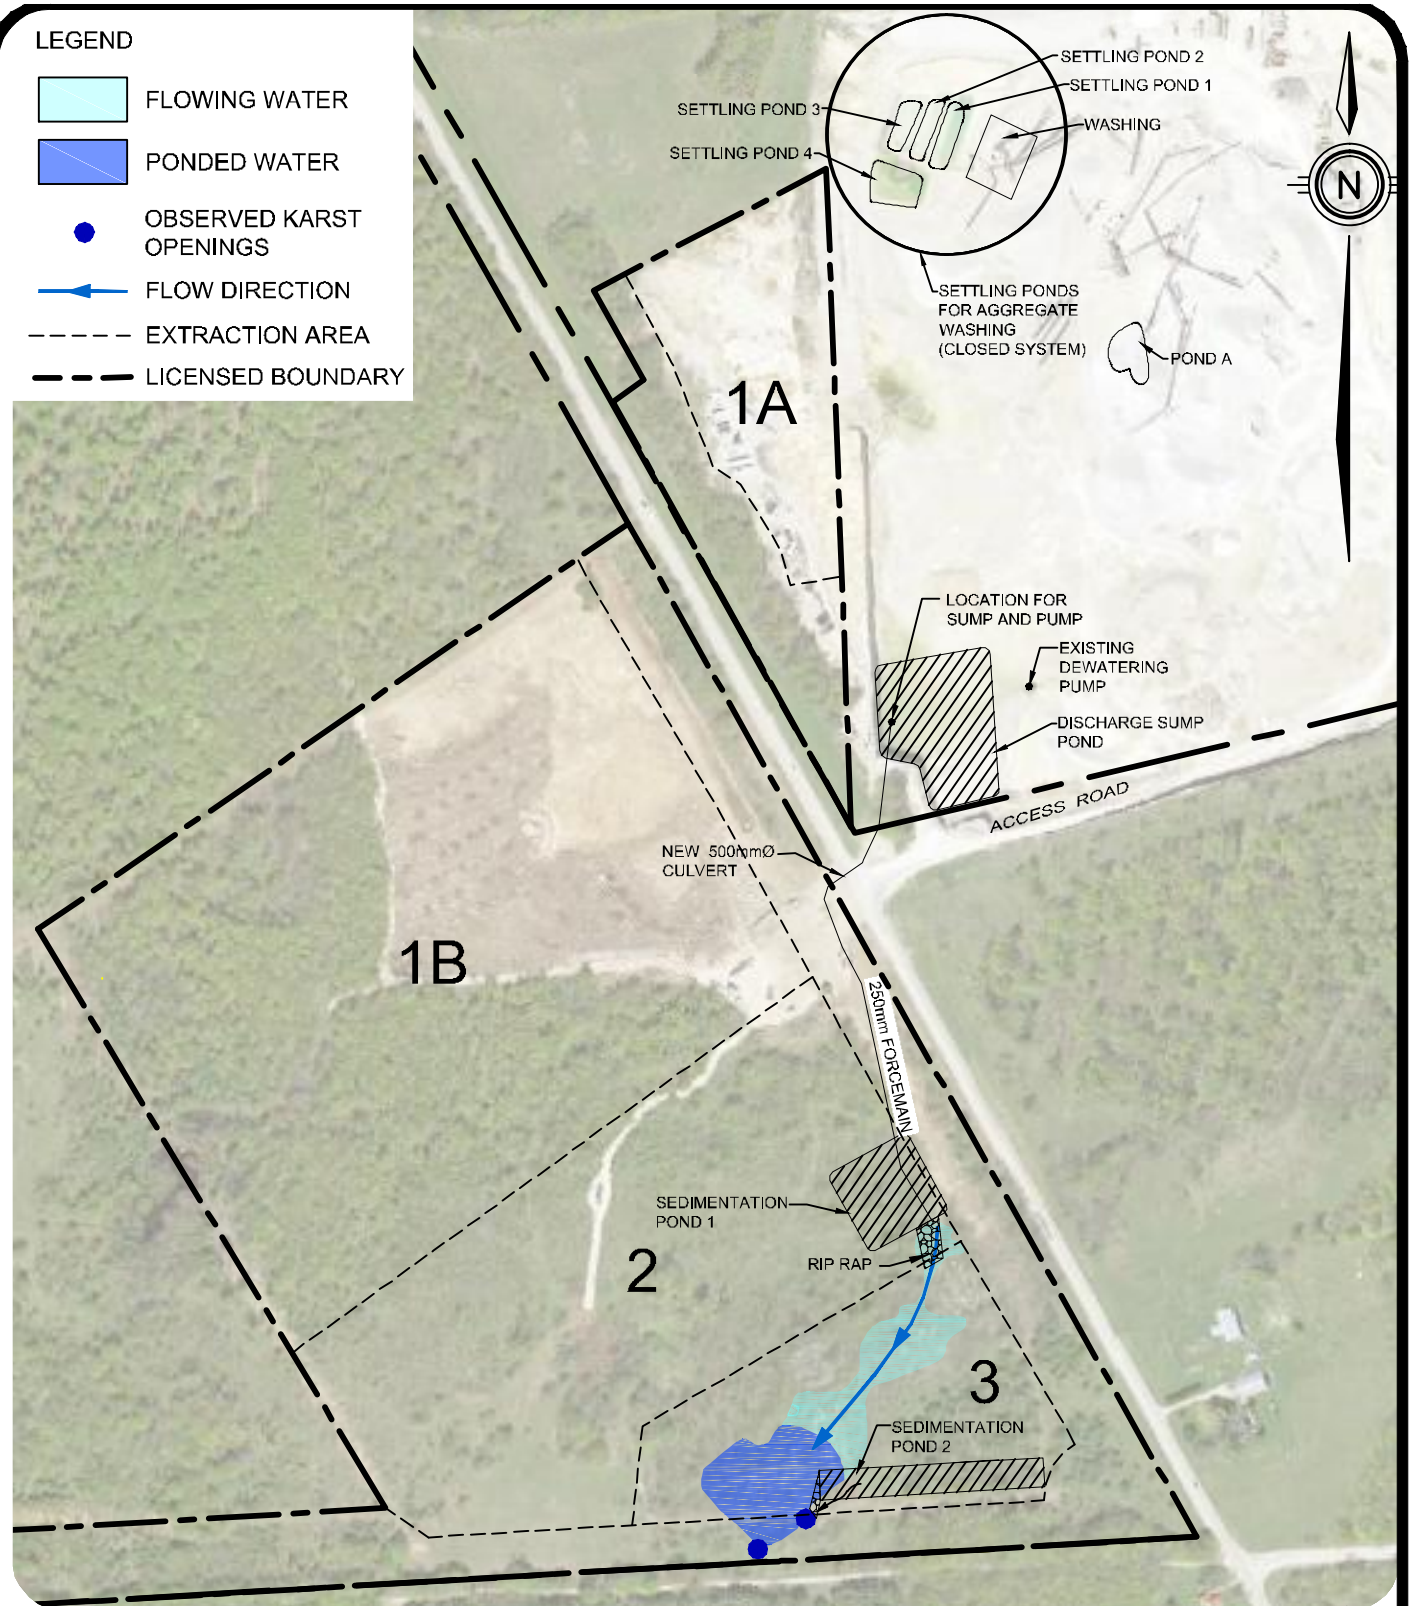 LEGEND
FLOWING WATER
PONDED WATER
OBSERVED KARST
OPENINGS
FLOW DIRECTION
EXTRACTION AREA
LICENSED BOUNDARY
SETTLING POND 2
SETTLING POND 1
SETTLING POND 3
WASHING
SETTLING POND 4
N
SETTLING PONDS
FOR AGGREGATE
WASHING
(CLOSED SYSTEM)
POND A
1A
LOCATION FOR
SUMP AND PUMP
EXISTING
DEWATERING
PUMP
DISCHARGE SUMP
POND
ACCESS ROAD
NEW 500mmØ
CULVERT
1B
250mm FORCEMAIN
SEDIMENTATION
POND 1
2
RIP RAP
3
SEDIMENTATION
POND 2